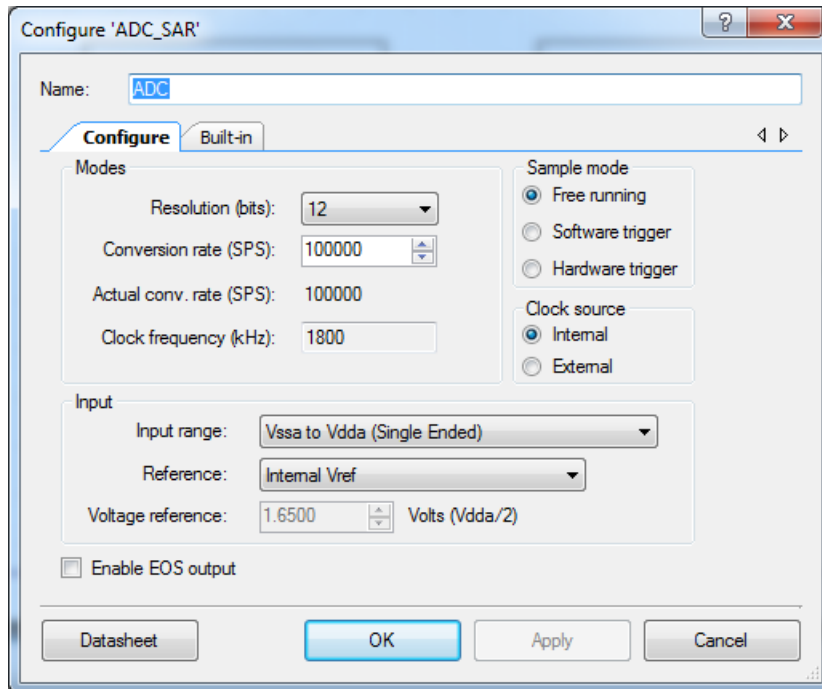 Configure 'ADC_SAR'
Name: ADC
Configure Built-in
Modes
Resolution (bits): 12
Conversion rate (SPS): 100000
Actual conv. rate (SPS): 100000
Clock frequency (kHz): 1800
Sample mode
Free running
Software trigger
Hardware trigger
Clock source
Internal
External
Input
Input range: Vssa to Vdda (Single Ended)
Reference: Internal Vref
Voltage reference: 1.6500 Volts (Vdda/2)
Enable EOS output
Datasheet OK Apply Cancel